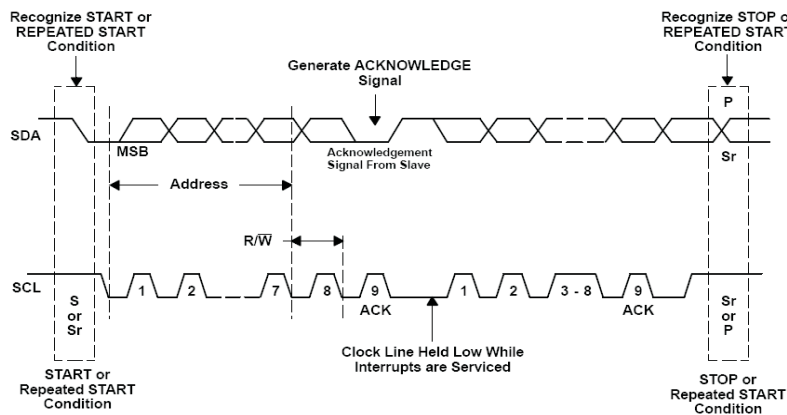 Recognize START or
REPEATED START
Condition
Recognize STOP or
REPEATED START
Condition
Generate ACKNOWLEDGE
Signal
P
SDA
MSB
Acknowledgement
Signal From Slave
Sr
Address
R/W̅
SCL
S
or
Sr
1
2
7
8
9
ACK
1
2
3 - 8
9
ACK
Sr
or
P
Clock Line Held Low While
Interrupts are Serviced
START or
Repeated START
Condition
STOP or
Repeated START
Condition